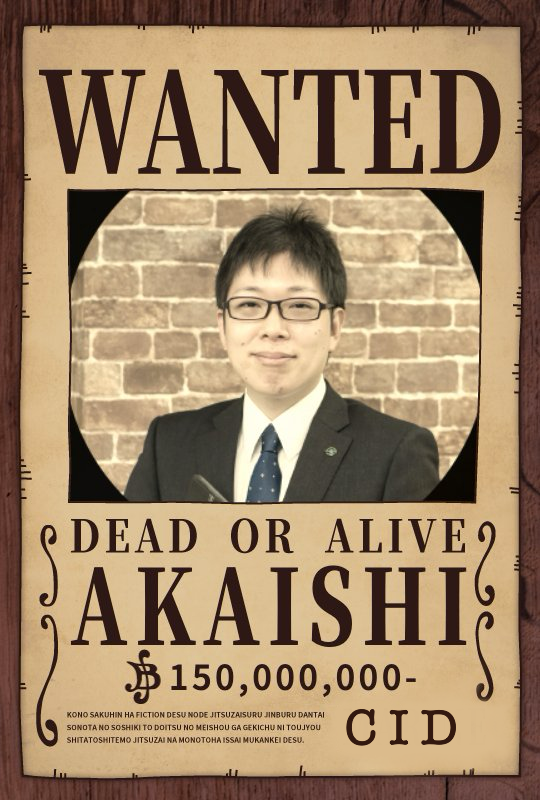 WANTED
DEAD OR ALIVE
AKAISHI
฿150,000,000-
KONO SAKUHIN HA FICTION DESU NODE JITSUZAISURU JINBURU DANTAI
SONOTA NO SOSHIKI TO DOITSU NO MEISHOU GA GEKICHU NI TOUJYOU
SHITATOSHITEMO JITSUZAI NA MONOTOHA ISSAI MUKANKEI DESU.
CID